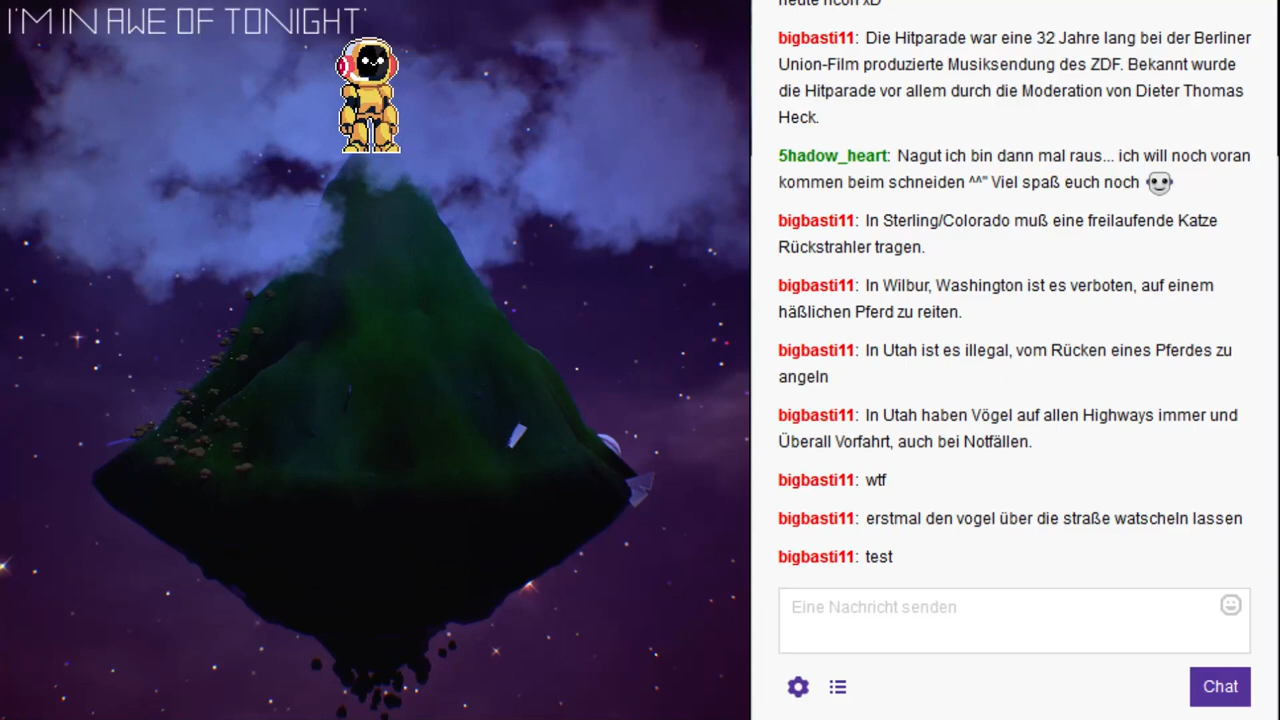 I'M IN AWE OF TONIGHT'
bigbasti11: Die Hitparade war eine 32 Jahre lang bei der Berliner
Union-Film produzierte Musiksendung des ZDF. Bekannt wurde
die Hitparade vor allem durch die Moderation von Dieter Thomas
Heck.
5hadow_heart: Nagut ich bin dann mal raus... ich will noch voran
kommen beim schneiden ^^" Viel spaß euch noch
bigbasti11: In Sterling/Colorado muß eine freilaufende Katze
Rückstrahler tragen.
bigbasti11: In Wilbur, Washington ist es verboten, auf einem
häßlichen Pferd zu reiten.
bigbasti11: In Utah ist es illegal, vom Rücken eines Pferdes zu
angeln
bigbasti11: In Utah haben Vögel auf allen Highways immer und
Überall Vorfahrt, auch bei Notfällen.
bigbasti11: wtf
bigbasti11: erstmal den vogel über die straße watscheln lassen
bigbasti11: test
Eine Nachricht senden
Chat